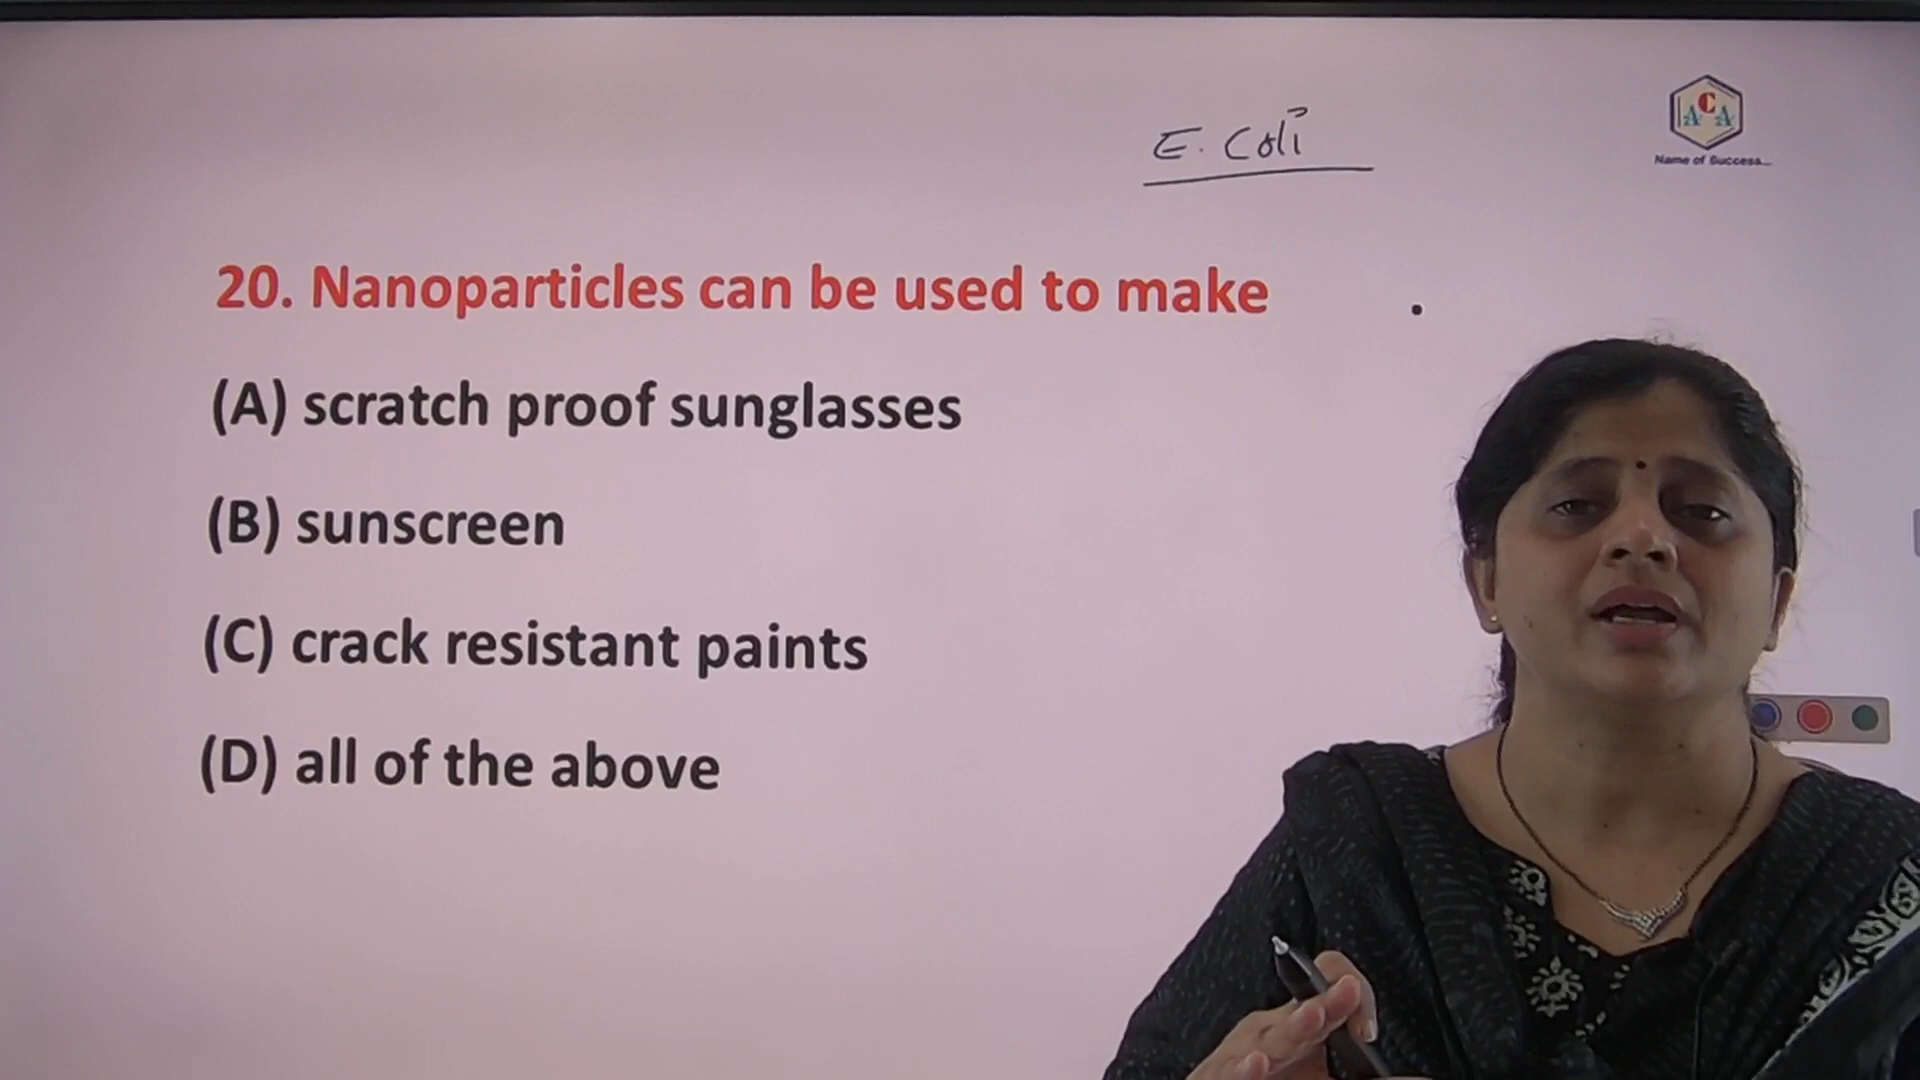 E. Coli
ACA
Name of Success...
20. Nanoparticles can be used to make .
(A) scratch proof sunglasses
(B) sunscreen
(C) crack resistant paints
(D) all of the above